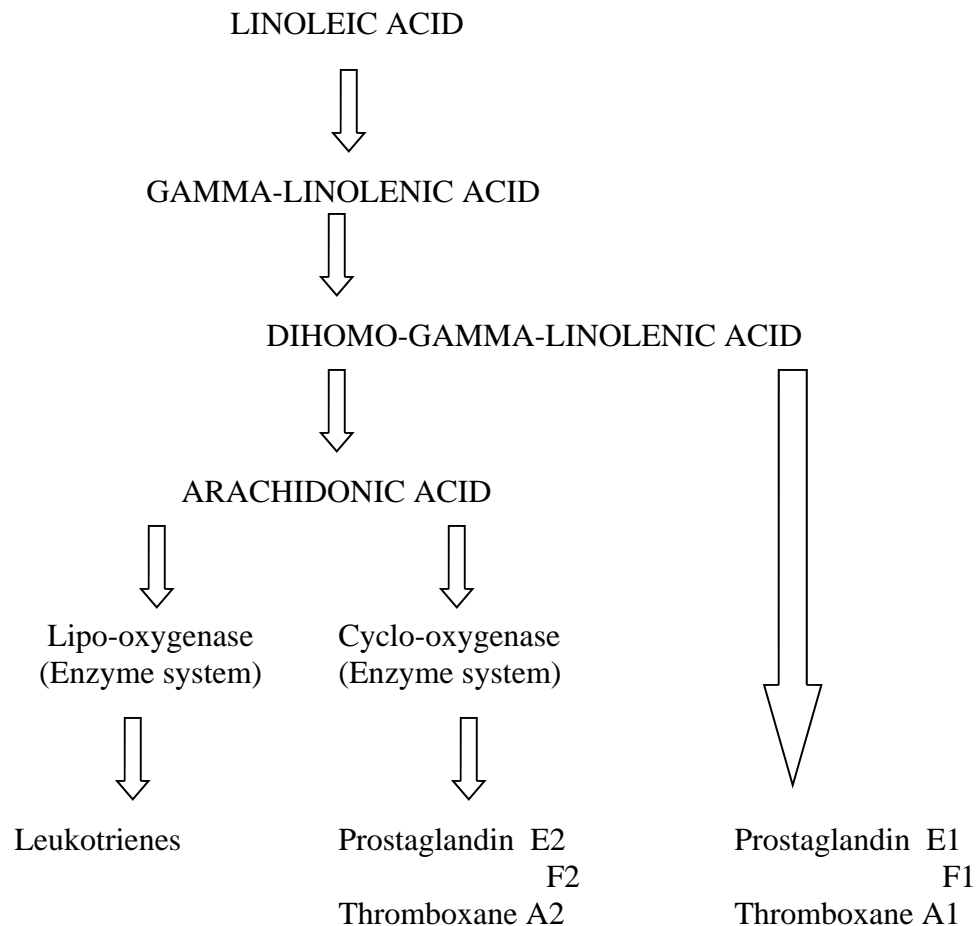 LINOLEIC ACID
GAMMA-LINOLENIC ACID
DIHOMO-GAMMA-LINOLENIC ACID
ARACHIDONIC ACID
Lipo-oxygenase
(Enzyme system)
Cyclo-oxygenase
(Enzyme system)
Leukotrienes
Prostaglandin E2
F2
Thromboxane A2
Prostaglandin E1
F1
Thromboxane A1